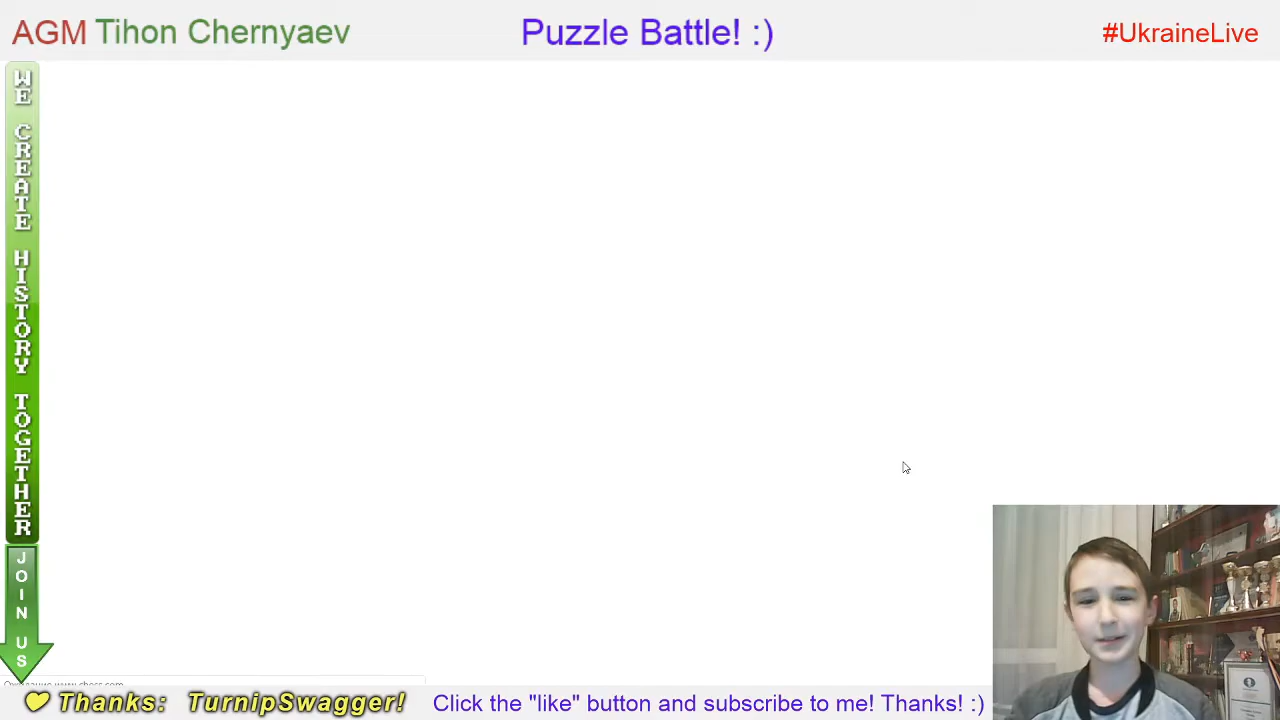 AGM Tihon Chernyaev
Puzzle Battle! :)
#UkraineLive
WE CREATE HISTORY TOGETHER
JOIN US
Thanks: TurnipSwagger!
Click the "like" button and subscribe to me! Thanks! :)